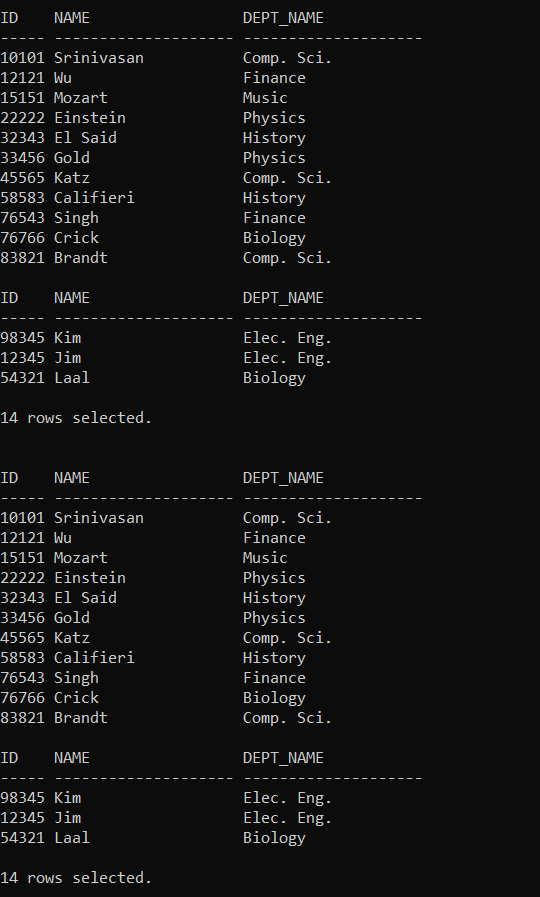 ID    NAME                 DEPT_NAME
----- -------------------- --------------------
10101 Srinivasan           Comp. Sci.
12121 Wu                   Finance
15151 Mozart               Music
22222 Einstein             Physics
32343 El Said              History
33456 Gold                 Physics
45565 Katz                 Comp. Sci.
58583 Califieri            History
76543 Singh                Finance
76766 Crick                Biology
83821 Brandt               Comp. Sci.

ID    NAME                 DEPT_NAME
----- -------------------- --------------------
98345 Kim                  Elec. Eng.
12345 Jim                  Elec. Eng.
54321 Laal                 Biology

14 rows selected.


ID    NAME                 DEPT_NAME
----- -------------------- --------------------
10101 Srinivasan           Comp. Sci.
12121 Wu                   Finance
15151 Mozart               Music
22222 Einstein             Physics
32343 El Said              History
33456 Gold                 Physics
45565 Katz                 Comp. Sci.
58583 Califieri            History
76543 Singh                Finance
76766 Crick                Biology
83821 Brandt               Comp. Sci.

ID    NAME                 DEPT_NAME
----- -------------------- --------------------
98345 Kim                  Elec. Eng.
12345 Jim                  Elec. Eng.
54321 Laal                 Biology

14 rows selected.